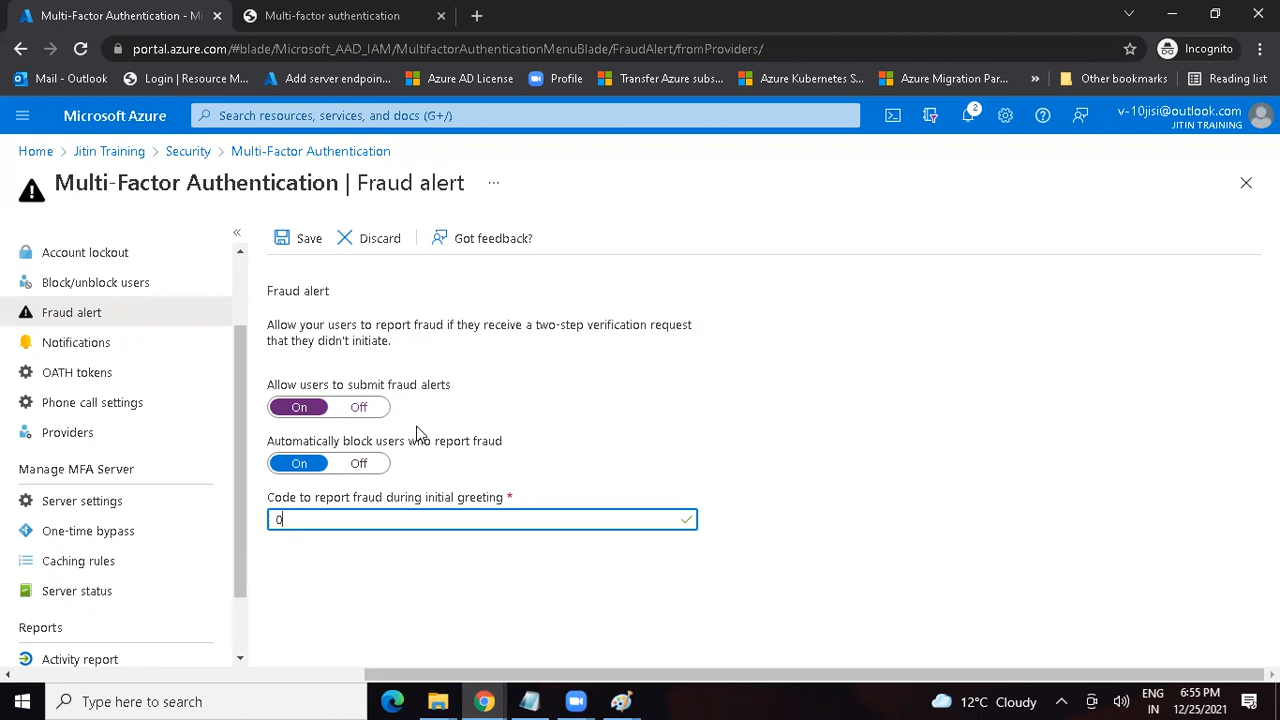 Multi-Factor Authentication - Mi
Multi-factor authentication
portal.azure.com/#blade/Microsoft_AAD_IAM/MultifactorAuthenticationMenuBlade/FraudAlert/fromProviders/
Incognito
Mail - Outlook
Login | Resource M...
Add server endpoin...
Azure AD License
Profile
Transfer Azure subs...
Azure Kubernetes S...
Azure Migration Par...
»
Other bookmarks
Reading list
Microsoft Azure
Search resources, services, and docs (G+/)
2
v-10jisi@outlook.com
JITIN TRAINING
Home > Jitin Training > Security > Multi-Factor Authentication
Multi-Factor Authentication | Fraud alert ...
«
Account lockout
Block/unblock users
Fraud alert
Notifications
OATH tokens
Phone call settings
Providers
Manage MFA Server
Server settings
One-time bypass
Caching rules
Server status
Reports
Activity report
Save
Discard
Got feedback?
Fraud alert
Allow your users to report fraud if they receive a two-step verification request
that they didn't initiate.
Allow users to submit fraud alerts
On Off
Automatically block users who report fraud
On Off
Code to report fraud during initial greeting *
0
Type here to search
12°C Cloudy
ENG
IN
6:55 PM
12/25/2021